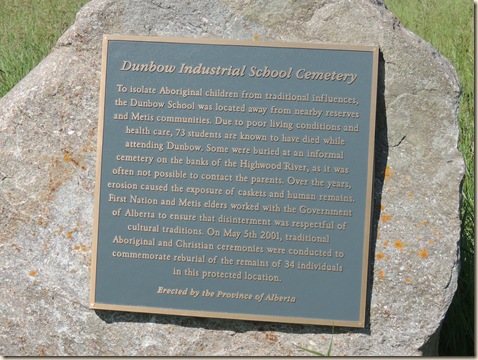 Dunbow Industrial School Cemetery
To isolate Aboriginal children from traditional influences,
the Dunbow School was located away from nearby reserves
and Metis communities. Due to poor living conditions and
health care, 73 students are known to have died while
attending Dunbow. Some were buried at an informal
cemetery on the banks of the Highwood River, as it was
often not possible to contact the parents. Over the years,
erosion caused the exposure of caskets and human remains.
First Nation and Metis elders worked with the Government
of Alberta to ensure that disinterment was respectful of
cultural traditions. On May 5th 2001, traditional
Aboriginal and Christian ceremonies were conducted to
commemorate reburial of the remains of 34 individuals
in this protected location.
Erected by the Province of Alberta